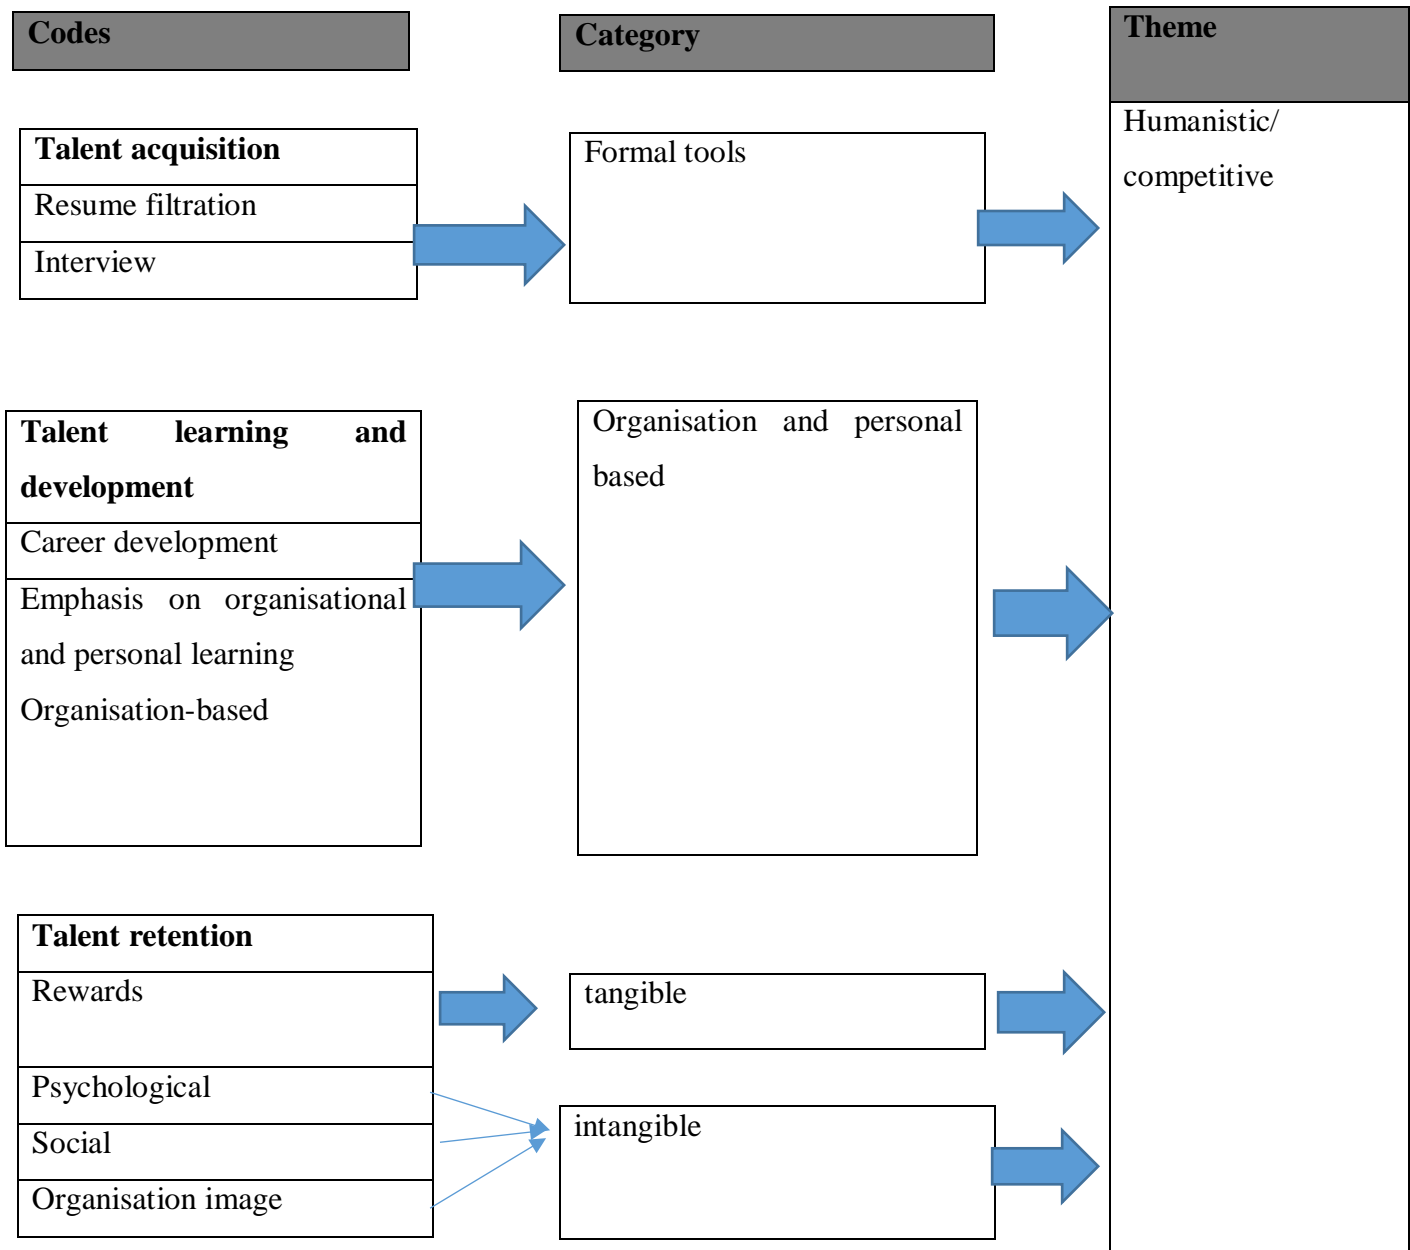 Codes
Category
Theme
Talent acquisition
Resume filtration
Interview
Formal tools
Humanistic/
competitive
Talent learning and
development
Career development
Emphasis on organisational
and personal learning
Organisation-based
Organisation and personal
based
Talent retention
Rewards
Psychological
Social
Organisation image
tangible
intangible